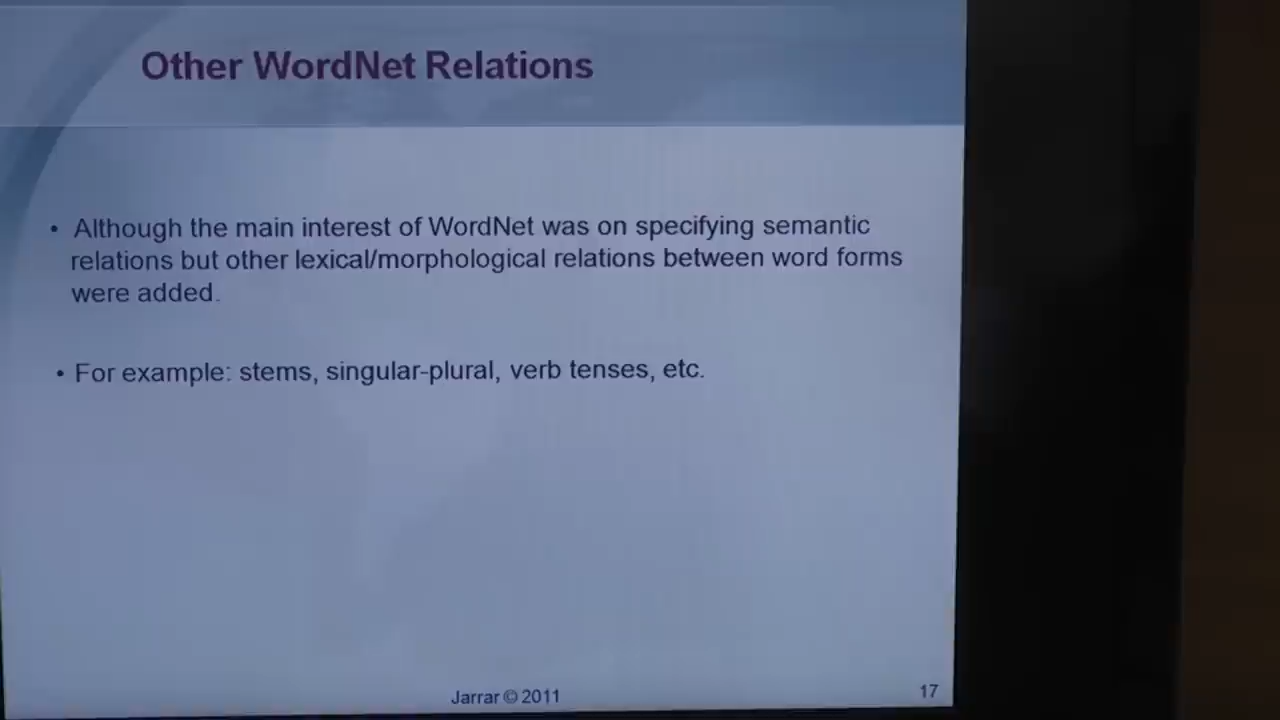 Other WordNet Relations
• Although the main interest of WordNet was on specifying semantic
relations but other lexical/morphological relations between word forms
were added.
• For example: stems, singular-plural, verb tenses, etc.
Jarrar © 2011
17